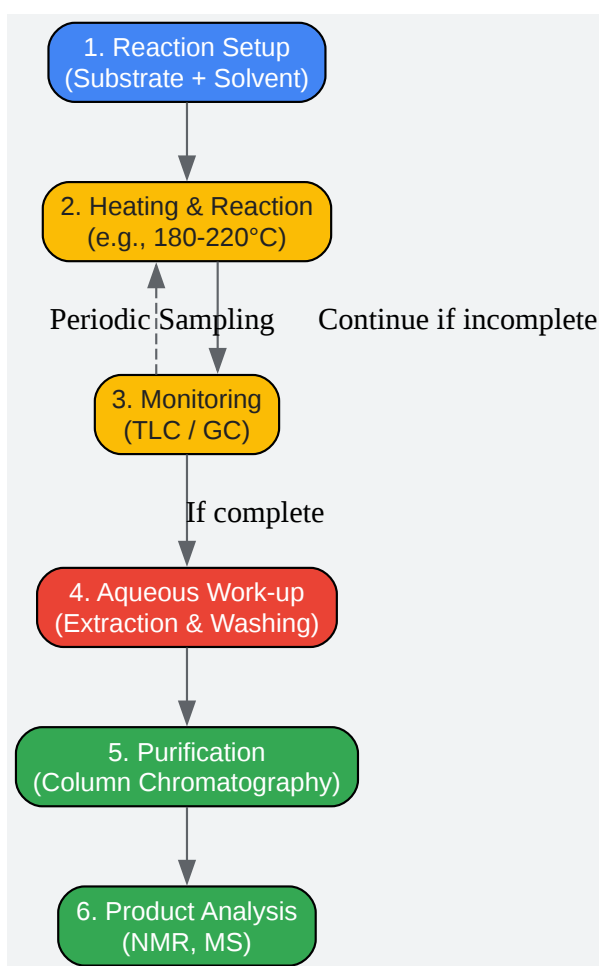 1. Reaction Setup
(Substrate + Solvent)
2. Heating & Reaction
(e.g., 180-220°C)
Periodic Sampling
Continue if incomplete
3. Monitoring
(TLC / GC)
If complete
4. Aqueous Work-up
(Extraction & Washing)
5. Purification
(Column Chromatography)
6. Product Analysis
(NMR, MS)